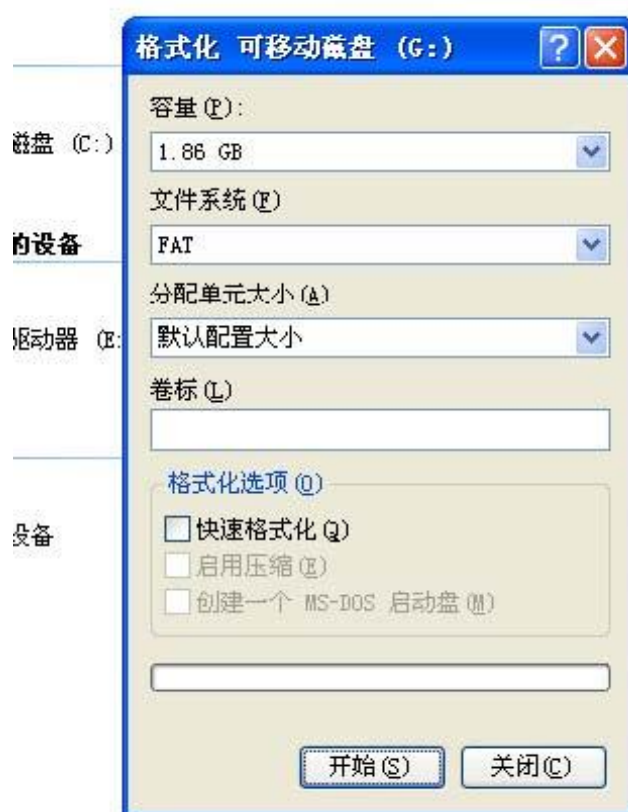 格式化 可移动磁盘 (G:)
容量(P):
磁盘 (C:)
1.86 GB
文件系统(F)
的设备
FAT
分配单元大小(A)
驱动器 (E:
默认配置大小
卷标(L)
格式化选项(O)
设备
快速格式化(Q)
启用压缩(E)
创建一个 MS-DOS 启动盘(M)
开始(S)
关闭(C)